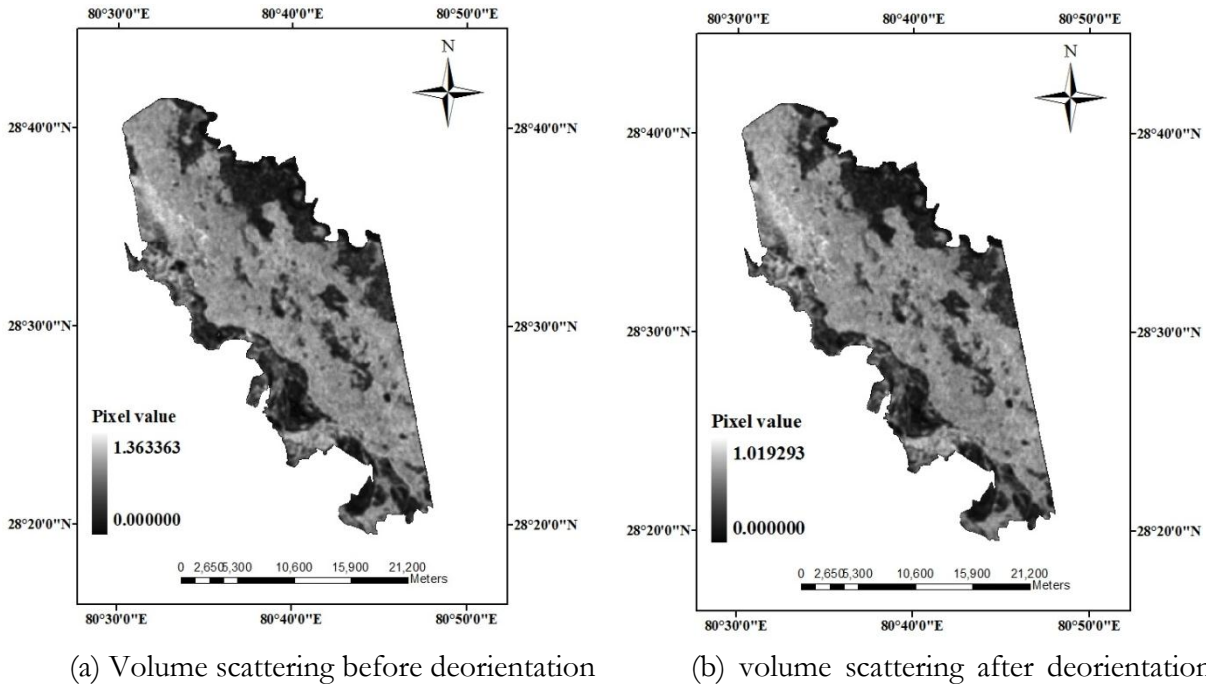 80°30'0"E 80°40'0"E 80°50'0"E
N
28°40'0"N 28°40'0"N
28°30'0"N 28°30'0"N
Pixel value
1.363363
0.000000
28°20'0"N 28°20'0"N
0 2,650 5,300 10,600 15,900 21,200
Meters
80°30'0"E 80°40'0"E 80°50'0"E
(a) Volume scattering before deorientation
80°30'0"E 80°40'0"E 80°50'0"E
N
28°40'0"N 28°40'0"N
28°30'0"N 28°30'0"N
Pixel value
1.019293
0.000000
28°20'0"N 28°20'0"N
0 2,650 5,300 10,600 15,900 21,200
Meters
80°30'0"E 80°40'0"E 80°50'0"E
(b) volume scattering after deorientation